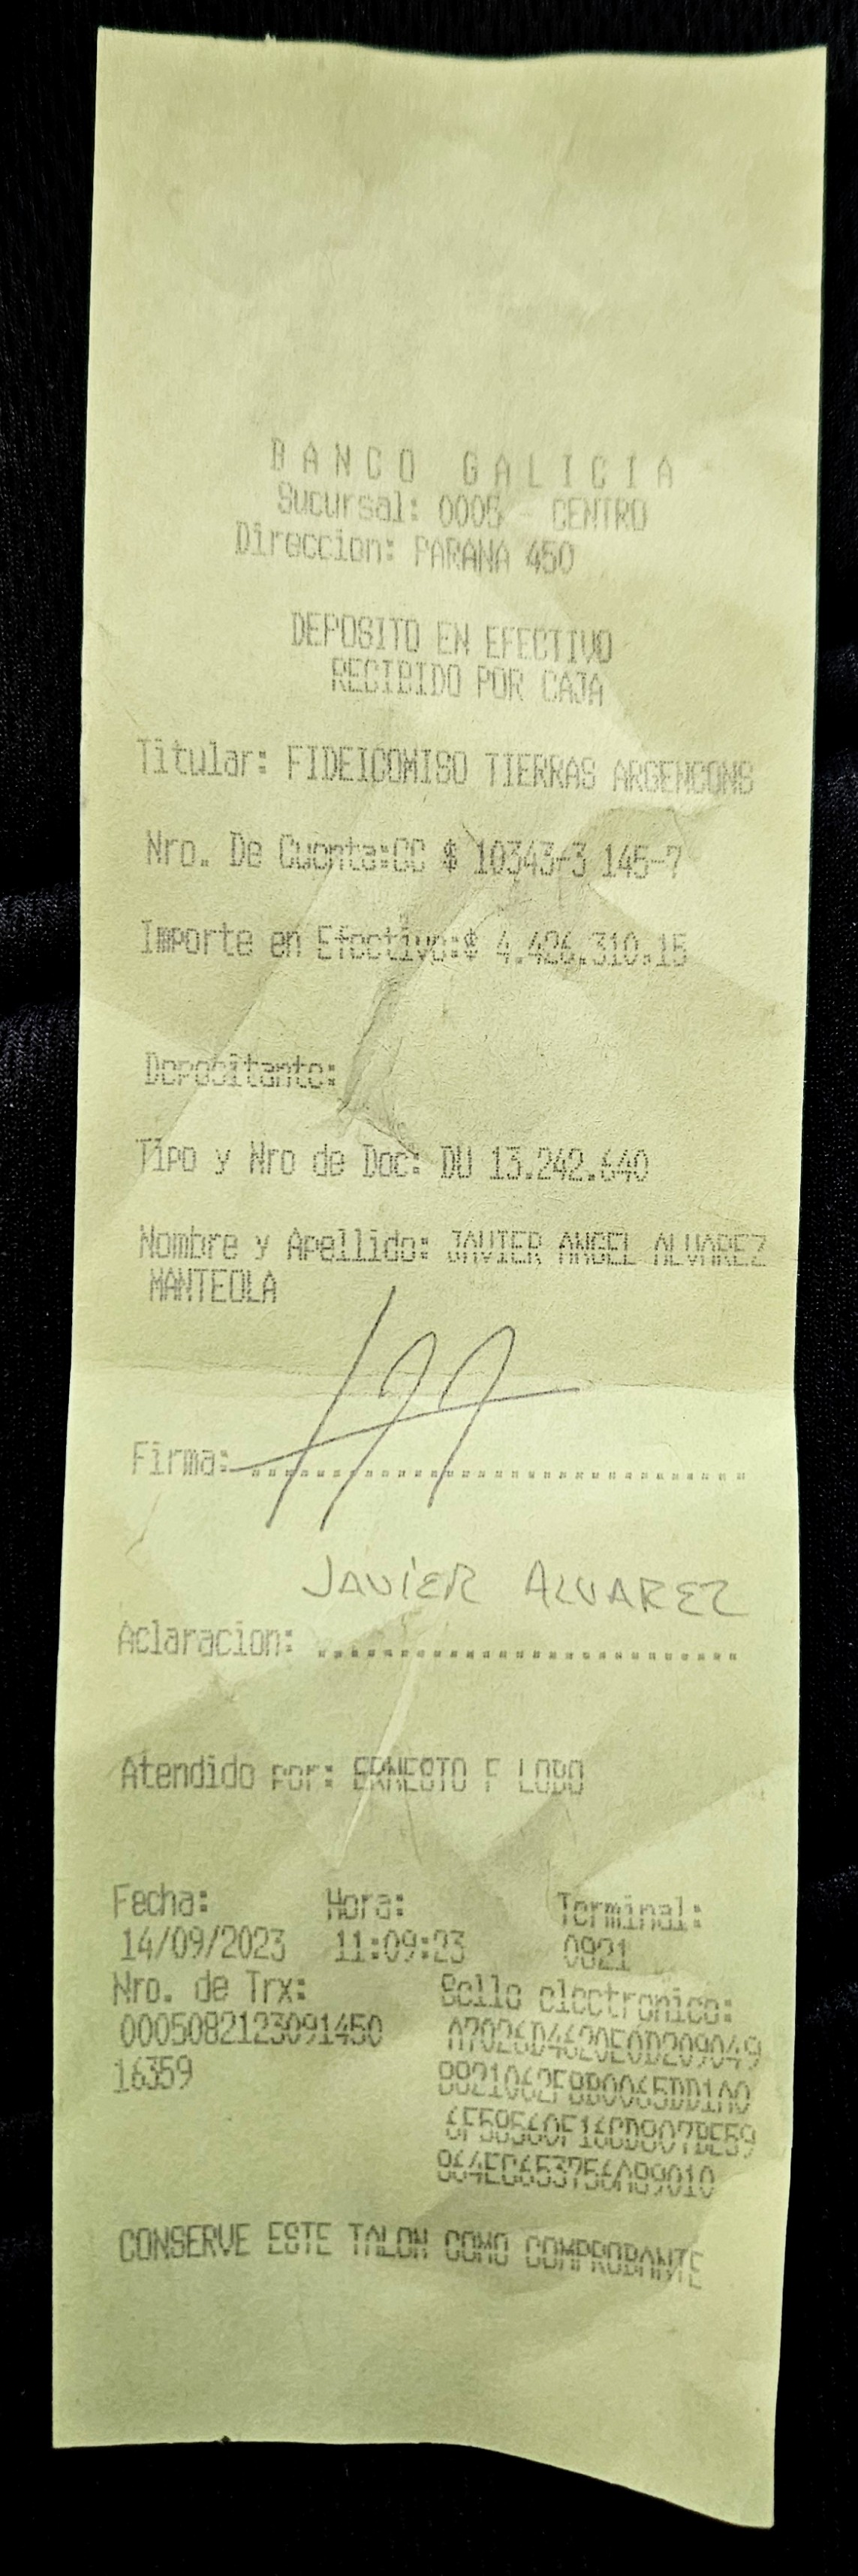 BANCO GALICIA
Sucursal: 0005 - CENTRO
Direccion: PARANA 450
DEPOSITO EN EFECTIVO
RECIBIDO POR CAJA
Titular: FIDEICOMISO TIERRAS ARGENCONS
Nro. De Cuenta:CC $ 10343-3 145-7
Importe en Efectivo:$ 4.426.310.15
Depositante:
Tipo y Nro de Doc: DU 13.242.640
Nombre y Apellido: JAVIER ANGEL ALVAREZ
MANTEOLA
Firma:
JAVIER ALVAREZ
Aclaracion:
Atendido por: ERNESTO F LOBO
Fecha: Hora: Terminal:
14/09/2023 11:09:23 0821
Nro. de Trx: Sello electronico:
0005082123091450
16359
CONSERVE ESTE TALON COMO COMPROBANTE